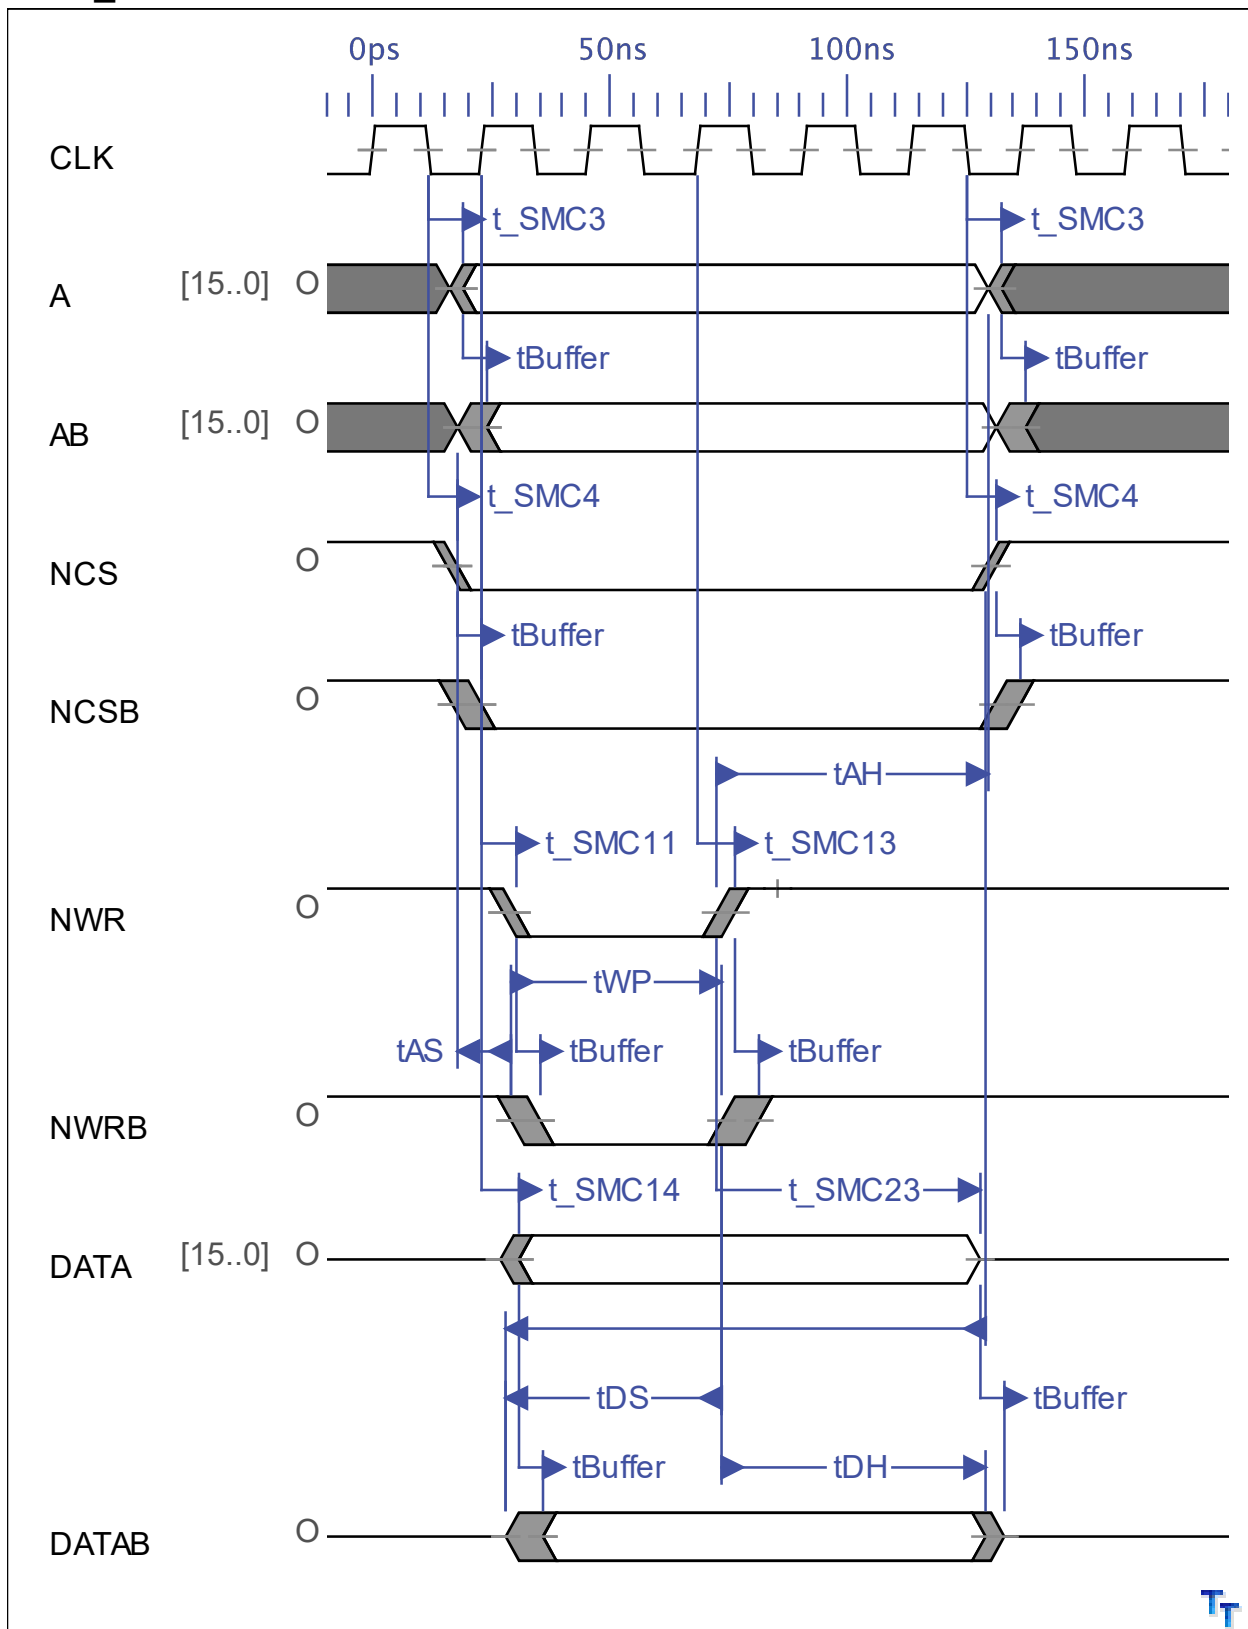 0ps 50ns 100ns 150ns
CLK
t_SMC3 t_SMC3
A [15..0] O
tBuffer tBuffer
AB [15..0] O
t_SMC4 t_SMC4
NCS O
tBuffer tBuffer
NCSB O
tAH
t_SMC11 t_SMC13
NWR O
tWP
tAS tBuffer tBuffer
NWRB O
t_SMC14 t_SMC23
DATA [15..0] O
tDS tBuffer
tBuffer tDH
DATAB O
TT